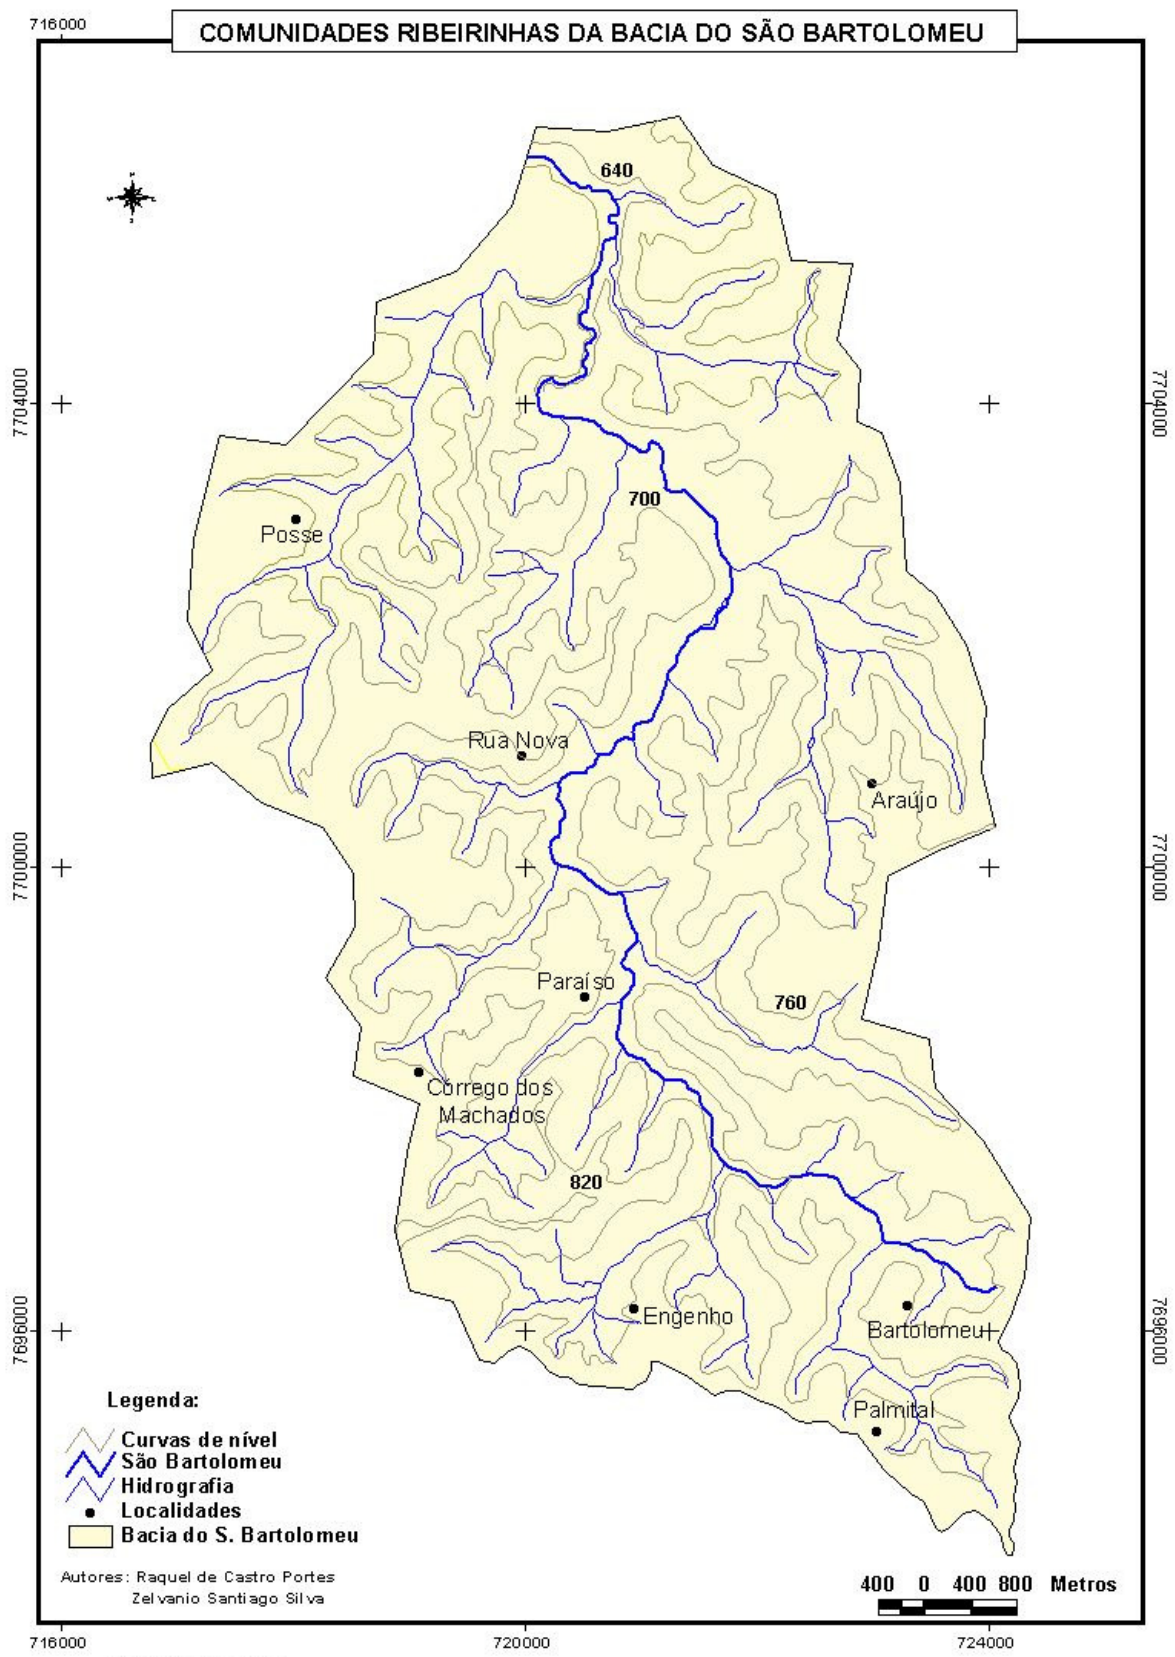 716000
COMUNIDADES RIBEIRINHAS DA BACIA DO SÃO BARTOLOMEU
640
7704000
7704000
700
Posse
Rua Nova
Araújo
7700000
7700000
Paraíso
760
Córrego dos
Machados
820
Engenho
Bartolomeu
7696000
7696000
Palmital
Legenda:
Curvas de nível
São Bartolomeu
Hidrografia
Localidades
Bacia do S. Bartolomeu
Autores: Raquel de Castro Portes
Zelvanio Santiago Silva
400 0 400 800 Metros
716000
720000
724000